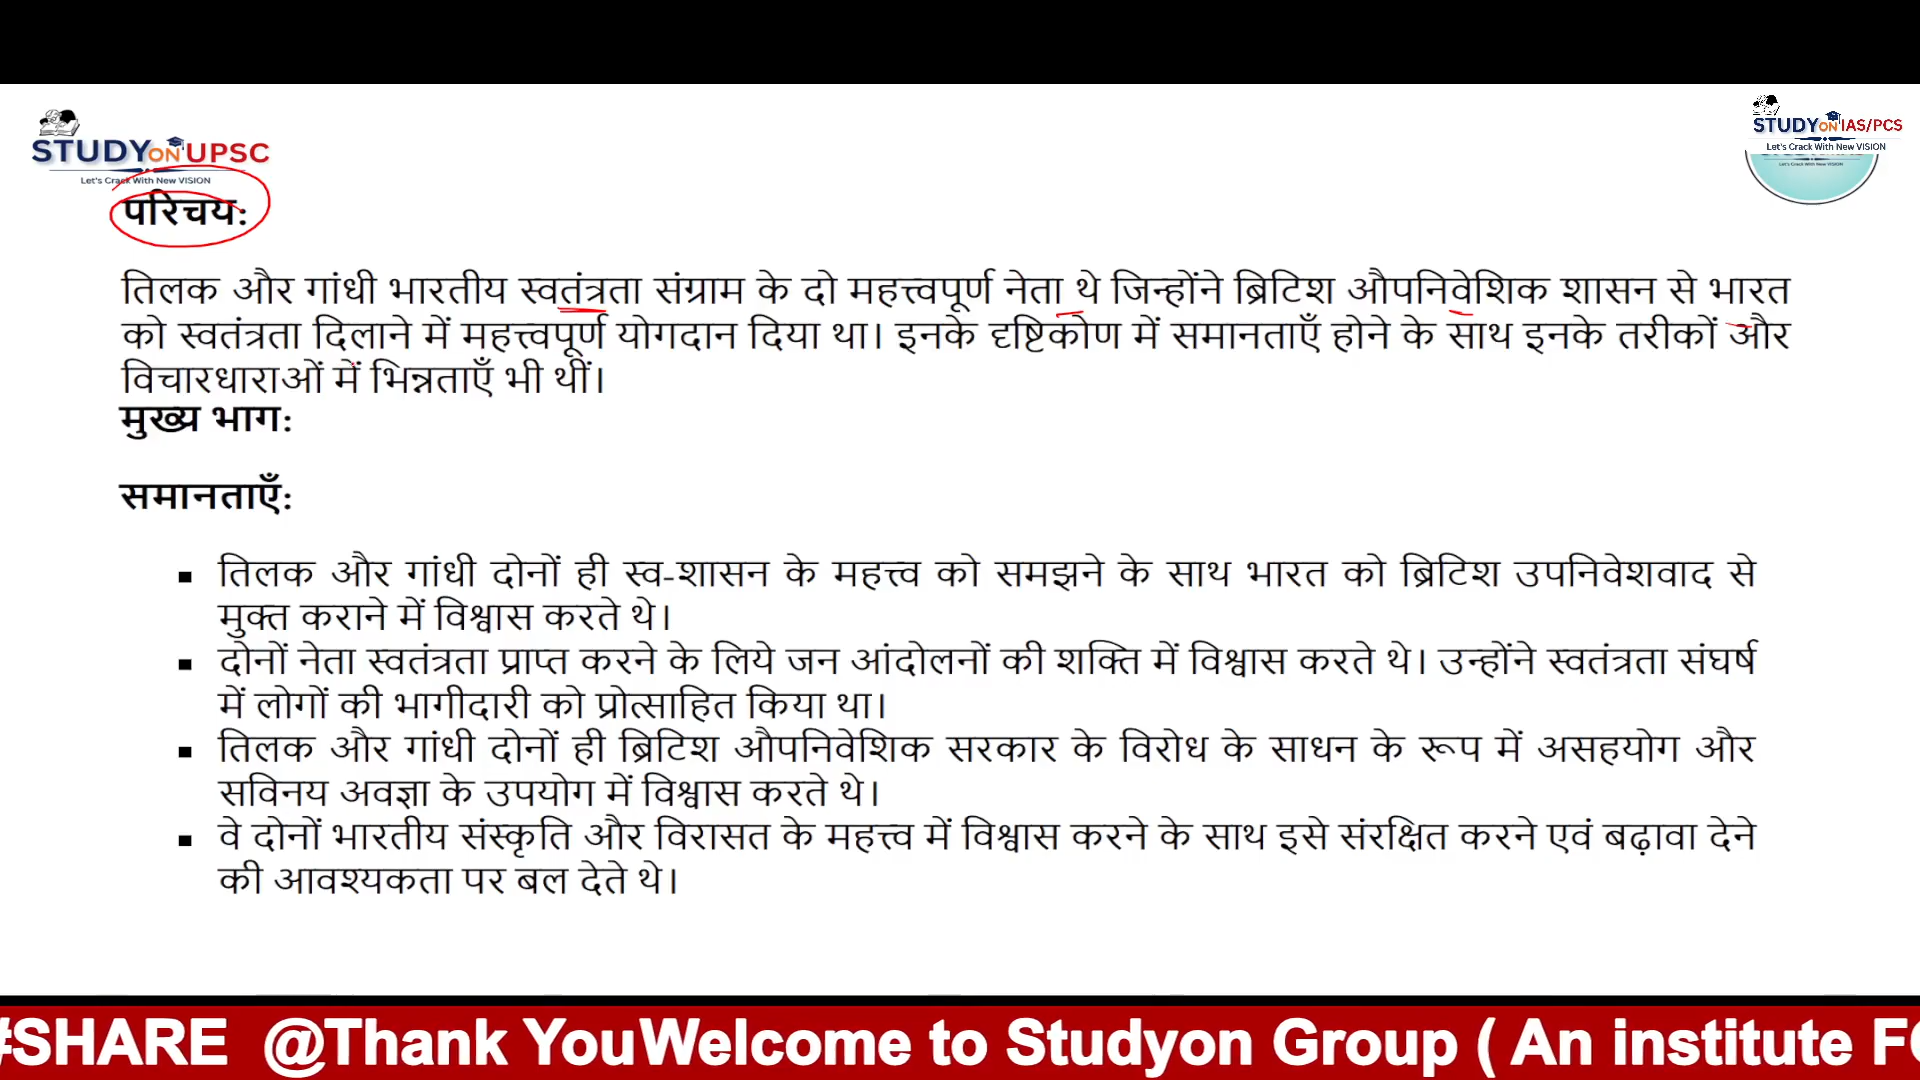 STUDYON UPSC
Let's Crack With New VISION
STUDYON IAS/PCS
Let's Crack With New VISION
परिचय:
तिलक और गांधी भारतीय स्वतंत्रता संग्राम के दो महत्त्वपूर्ण नेता थे जिन्होंने ब्रिटिश औपनिवेशिक शासन से भारत
को स्वतंत्रता दिलाने में महत्त्वपूर्ण योगदान दिया था। इनके दृष्टिकोण में समानताएँ होने के साथ इनके तरीकों और
विचारधाराओं में भिन्नताएँ भी थीं।
मुख्य भाग:
समानताएँ:
▪ तिलक और गांधी दोनों ही स्व-शासन के महत्त्व को समझने के साथ भारत को ब्रिटिश उपनिवेशवाद से
मुक्त कराने में विश्वास करते थे।
▪ दोनों नेता स्वतंत्रता प्राप्त करने के लिये जन आंदोलनों की शक्ति में विश्वास करते थे। उन्होंने स्वतंत्रता संघर्ष
में लोगों की भागीदारी को प्रोत्साहित किया था।
▪ तिलक और गांधी दोनों ही ब्रिटिश औपनिवेशिक सरकार के विरोध के साधन के रूप में असहयोग और
सविनय अवज्ञा के उपयोग में विश्वास करते थे।
▪ वे दोनों भारतीय संस्कृति और विरासत के महत्त्व में विश्वास करने के साथ इसे संरक्षित करने एवं बढ़ावा देने
की आवश्यकता पर बल देते थे।
#SHARE @Thank YouWelcome to Studyon Group ( An institute